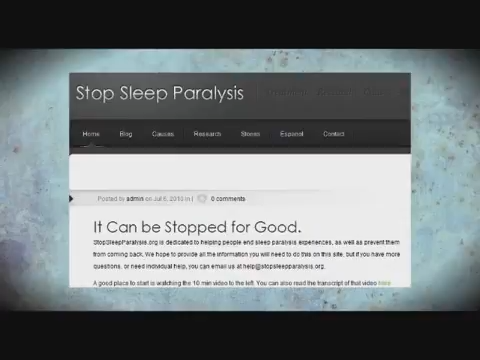 Stop Sleep Paralysis
Home Blog Causes Research Stories Espanol Contact
Posted by admin on Jul 6, 2010 in | 0 comments
It Can be Stopped for Good.
StopSleepParalysis.org is dedicated to helping people end sleep paralysis experiences, as well as prevent them
from coming back. We hope to provide all the information you will need to do this on this site, but if you have more
questions, or need individual help, you can email us at help@stopsleepparalysis.org.
A good place to start is watching the 10 min video to the left. You can also read the transcript of that video here